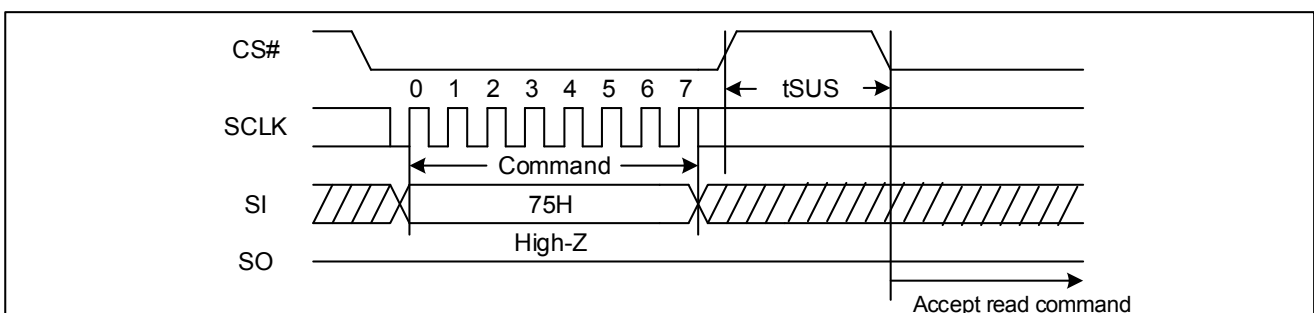 CS#
0 1 2 3 4 5 6 7
tSUS
SCLK
Command
SI
75H
High-Z
SO
Accept read command